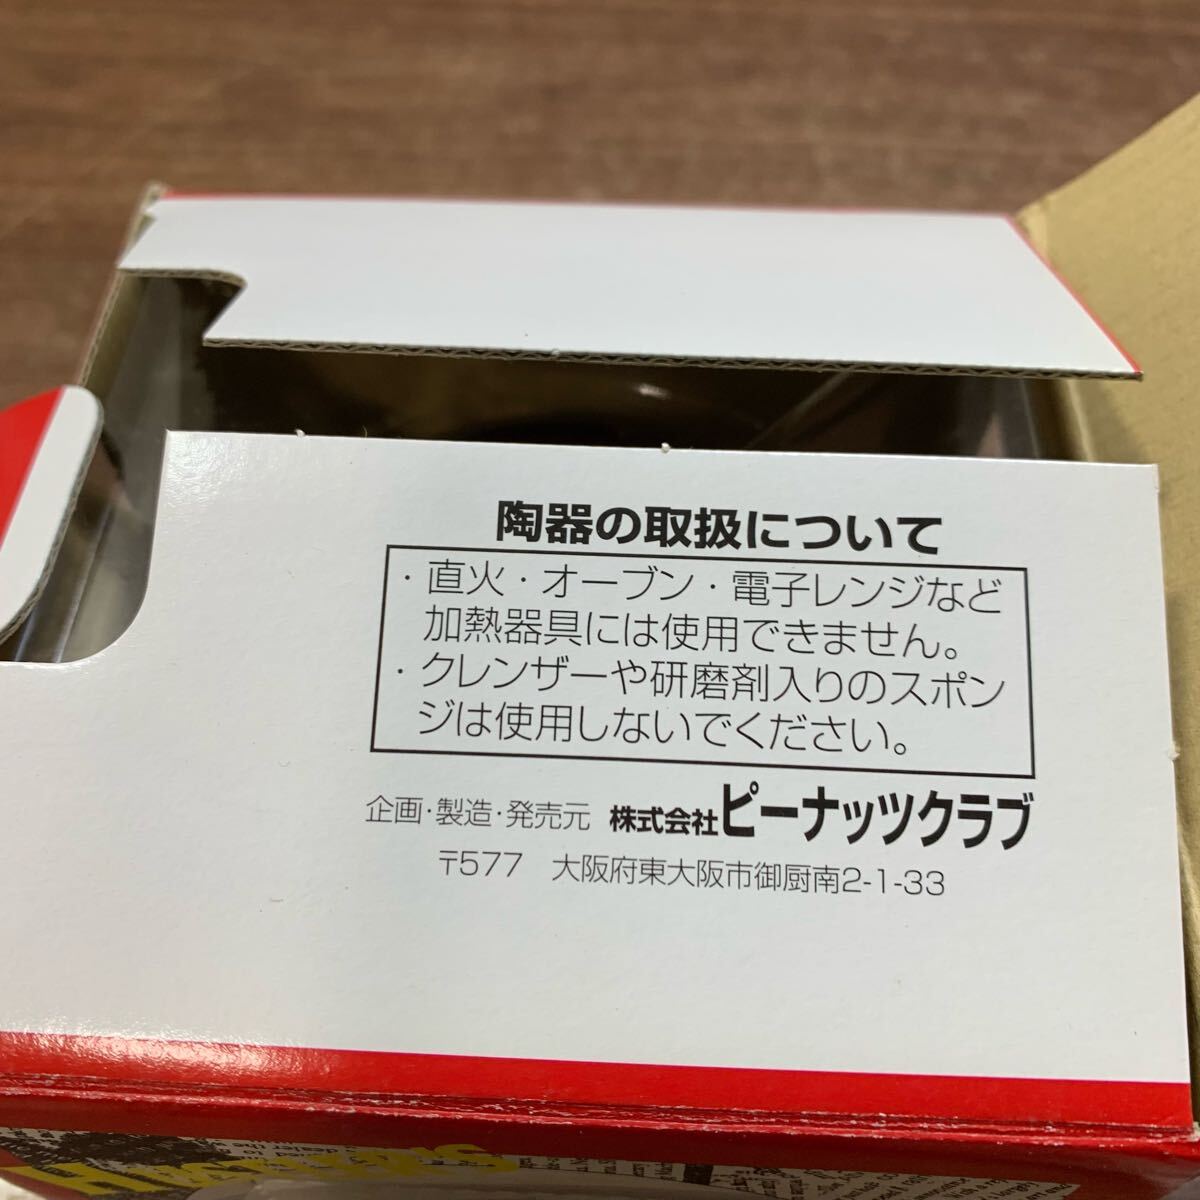 陶器の取扱について
・直火・オーブン・電子レンジなど
加熱器具には使用できません。
・クレンザーや研磨剤入りのスポン
ジは使用しないでください。
企画・製造・発売元 株式会社ピーナッツクラブ
〒577 大阪府東大阪市御厨南2-1-33